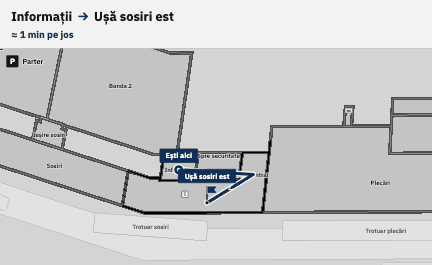 Informații → Ușă sosiri est
≈ 1 min pe jos
P Parter
Banda 2
Ieșire sosiri
Ești aici
Spre securitate
Sosiri
Inf
Ușă sosiri est
Plecări
Trotuar sosiri
Trotuar plecări